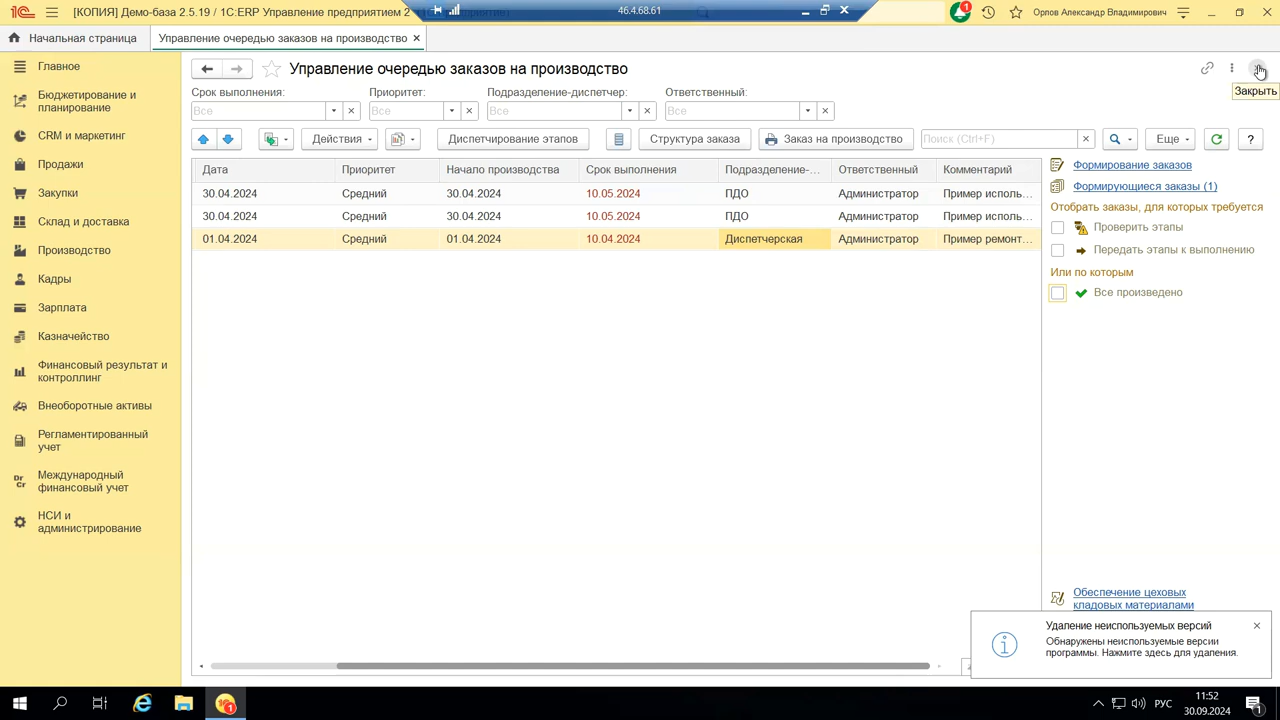 [КОПИЯ] Демо-база 2.5.19 / 1С:ERP Управление предприятием 2
46.4.68.61
1
Орлов Александр Владимирович
Начальная страница
Управление очередью заказов на производство ×
Главное
Бюджетирование и
планирование
CRM и маркетинг
Продажи
Закупки
Склад и доставка
Производство
Кадры
Зарплата
Казначейство
Финансовый результат и
контроллинг
Внеоборотные активы
Регламентированный
учет
Международный
финансовый учет
НСИ и
администрирование
Управление очередью заказов на производство
Закрыть
Срок выполнения: Приоритет: Подразделение-диспетчер: Ответственный:
Все Все Все Все
Действия Диспетчирование этапов Структура заказа Заказ на производство Поиск (Ctrl+F) × Еще ?
Дата Приоритет Начало производства Срок выполнения Подразделение-... Ответственный Комментарий
30.04.2024 Средний 30.04.2024 10.05.2024 ПДО Администратор Пример исполь...
30.04.2024 Средний 30.04.2024 10.05.2024 ПДО Администратор Пример исполь...
01.04.2024 Средний 01.04.2024 10.04.2024 Диспетчерская Администратор Пример ремонт...
Формирование заказов
Формирующиеся заказы (1)
Отобрать заказы, для которых требуется
Проверить этапы
Передать этапы к выполнению
Или по которым
Все произведено
Обеспечение цеховых
кладовых материалами
Удаление неиспользуемых версий
Обнаружены неиспользуемые версии
программы. Нажмите здесь для удаления.
РУС
11:52
30.09.2024
1